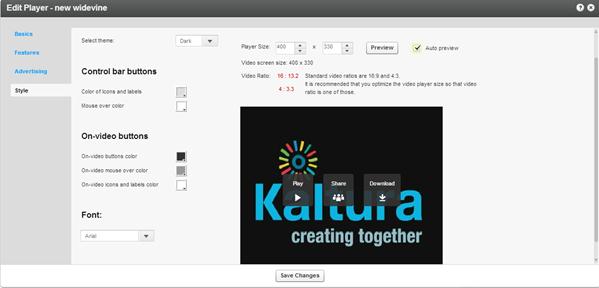 Edit Player - new widevine
Basics
Features
Advertising
Style
Select theme: Dark
Control bar buttons
Color of icons and labels
Mouse over color
On-video buttons
On-video buttons color
On-video mouse over color
On-video icons and labels color
Font:
Arial
Player Size: 400 x 330 Preview Auto preview
Video screen size: 400 x 330
Video Ratio: 16 : 13.2 Standard video ratios are 16:9 and 4:3.
4 : 3.3 It is recommended that you optimize the video player size so that video
ratio is one of those.
Play Share Download
Kaltura
creating together
Save Changes